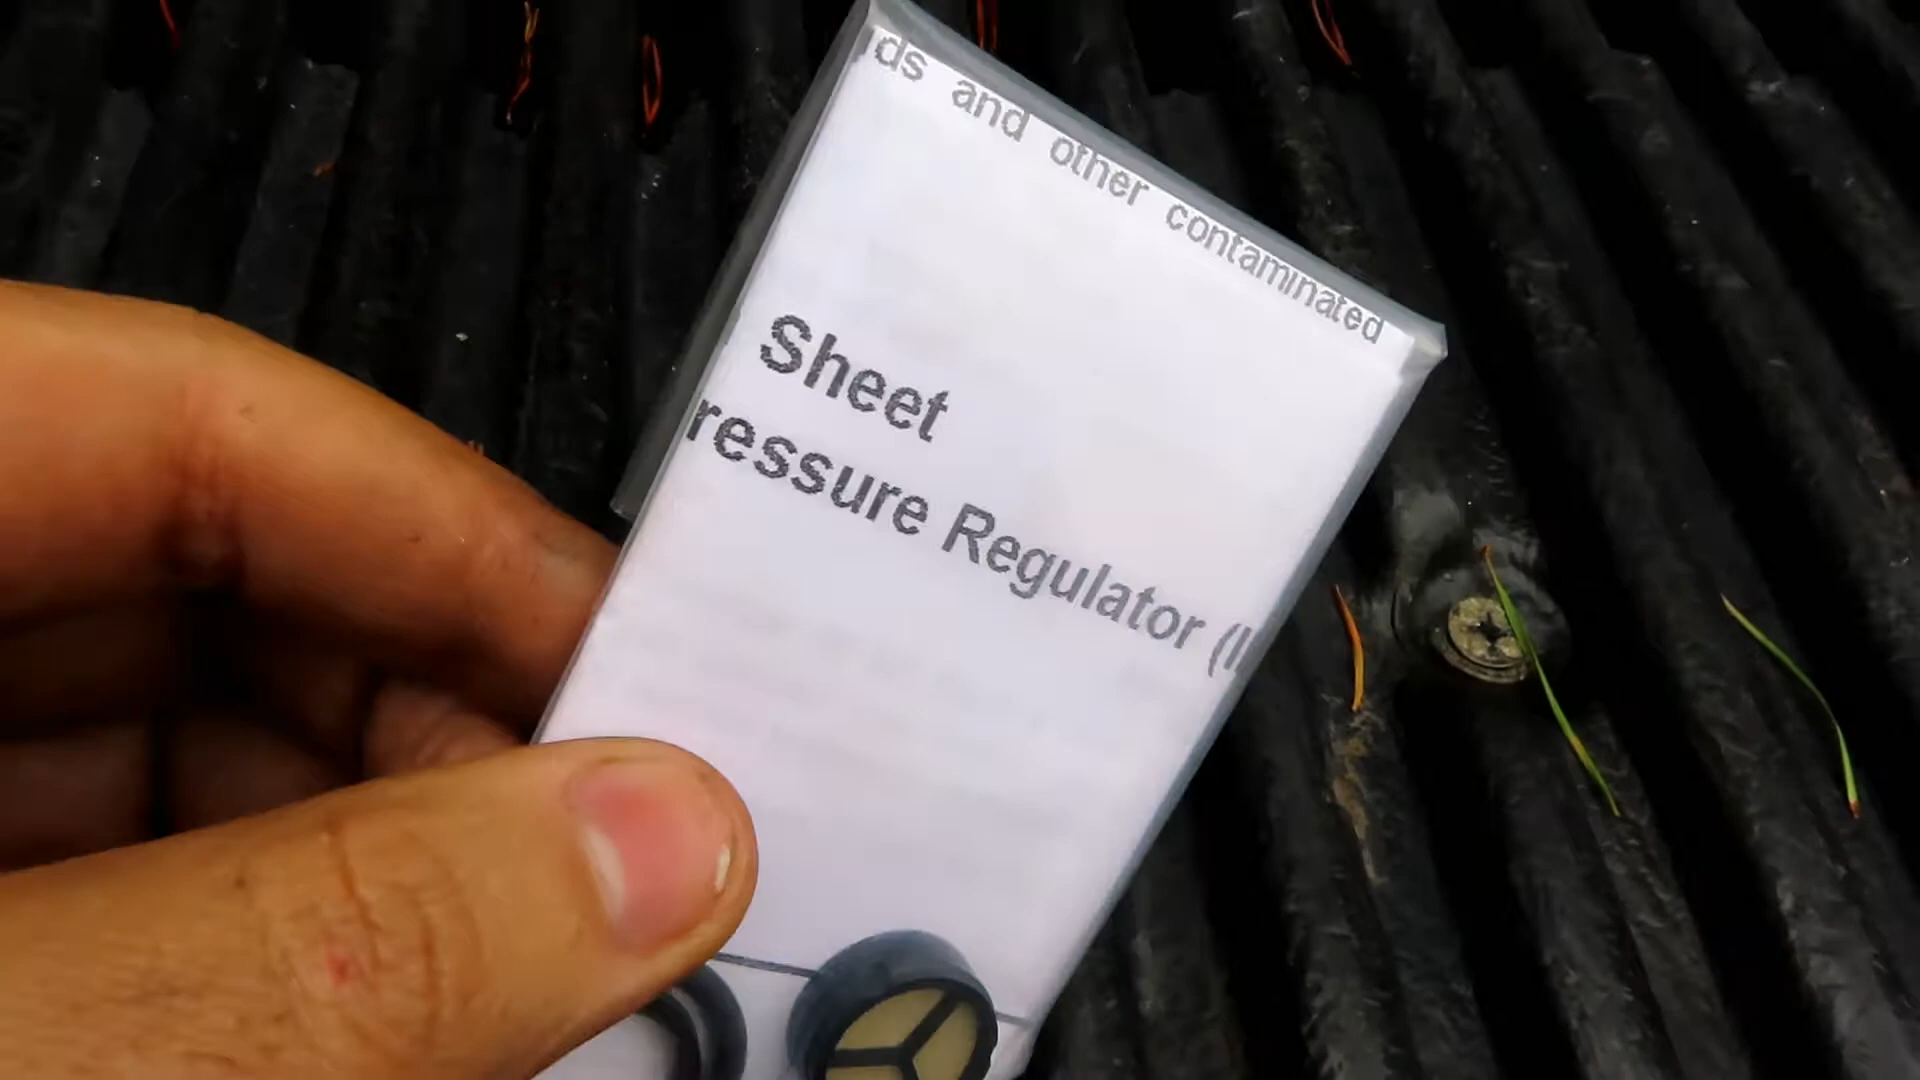 ds and other contaminated
Sheet
ressure Regulator (